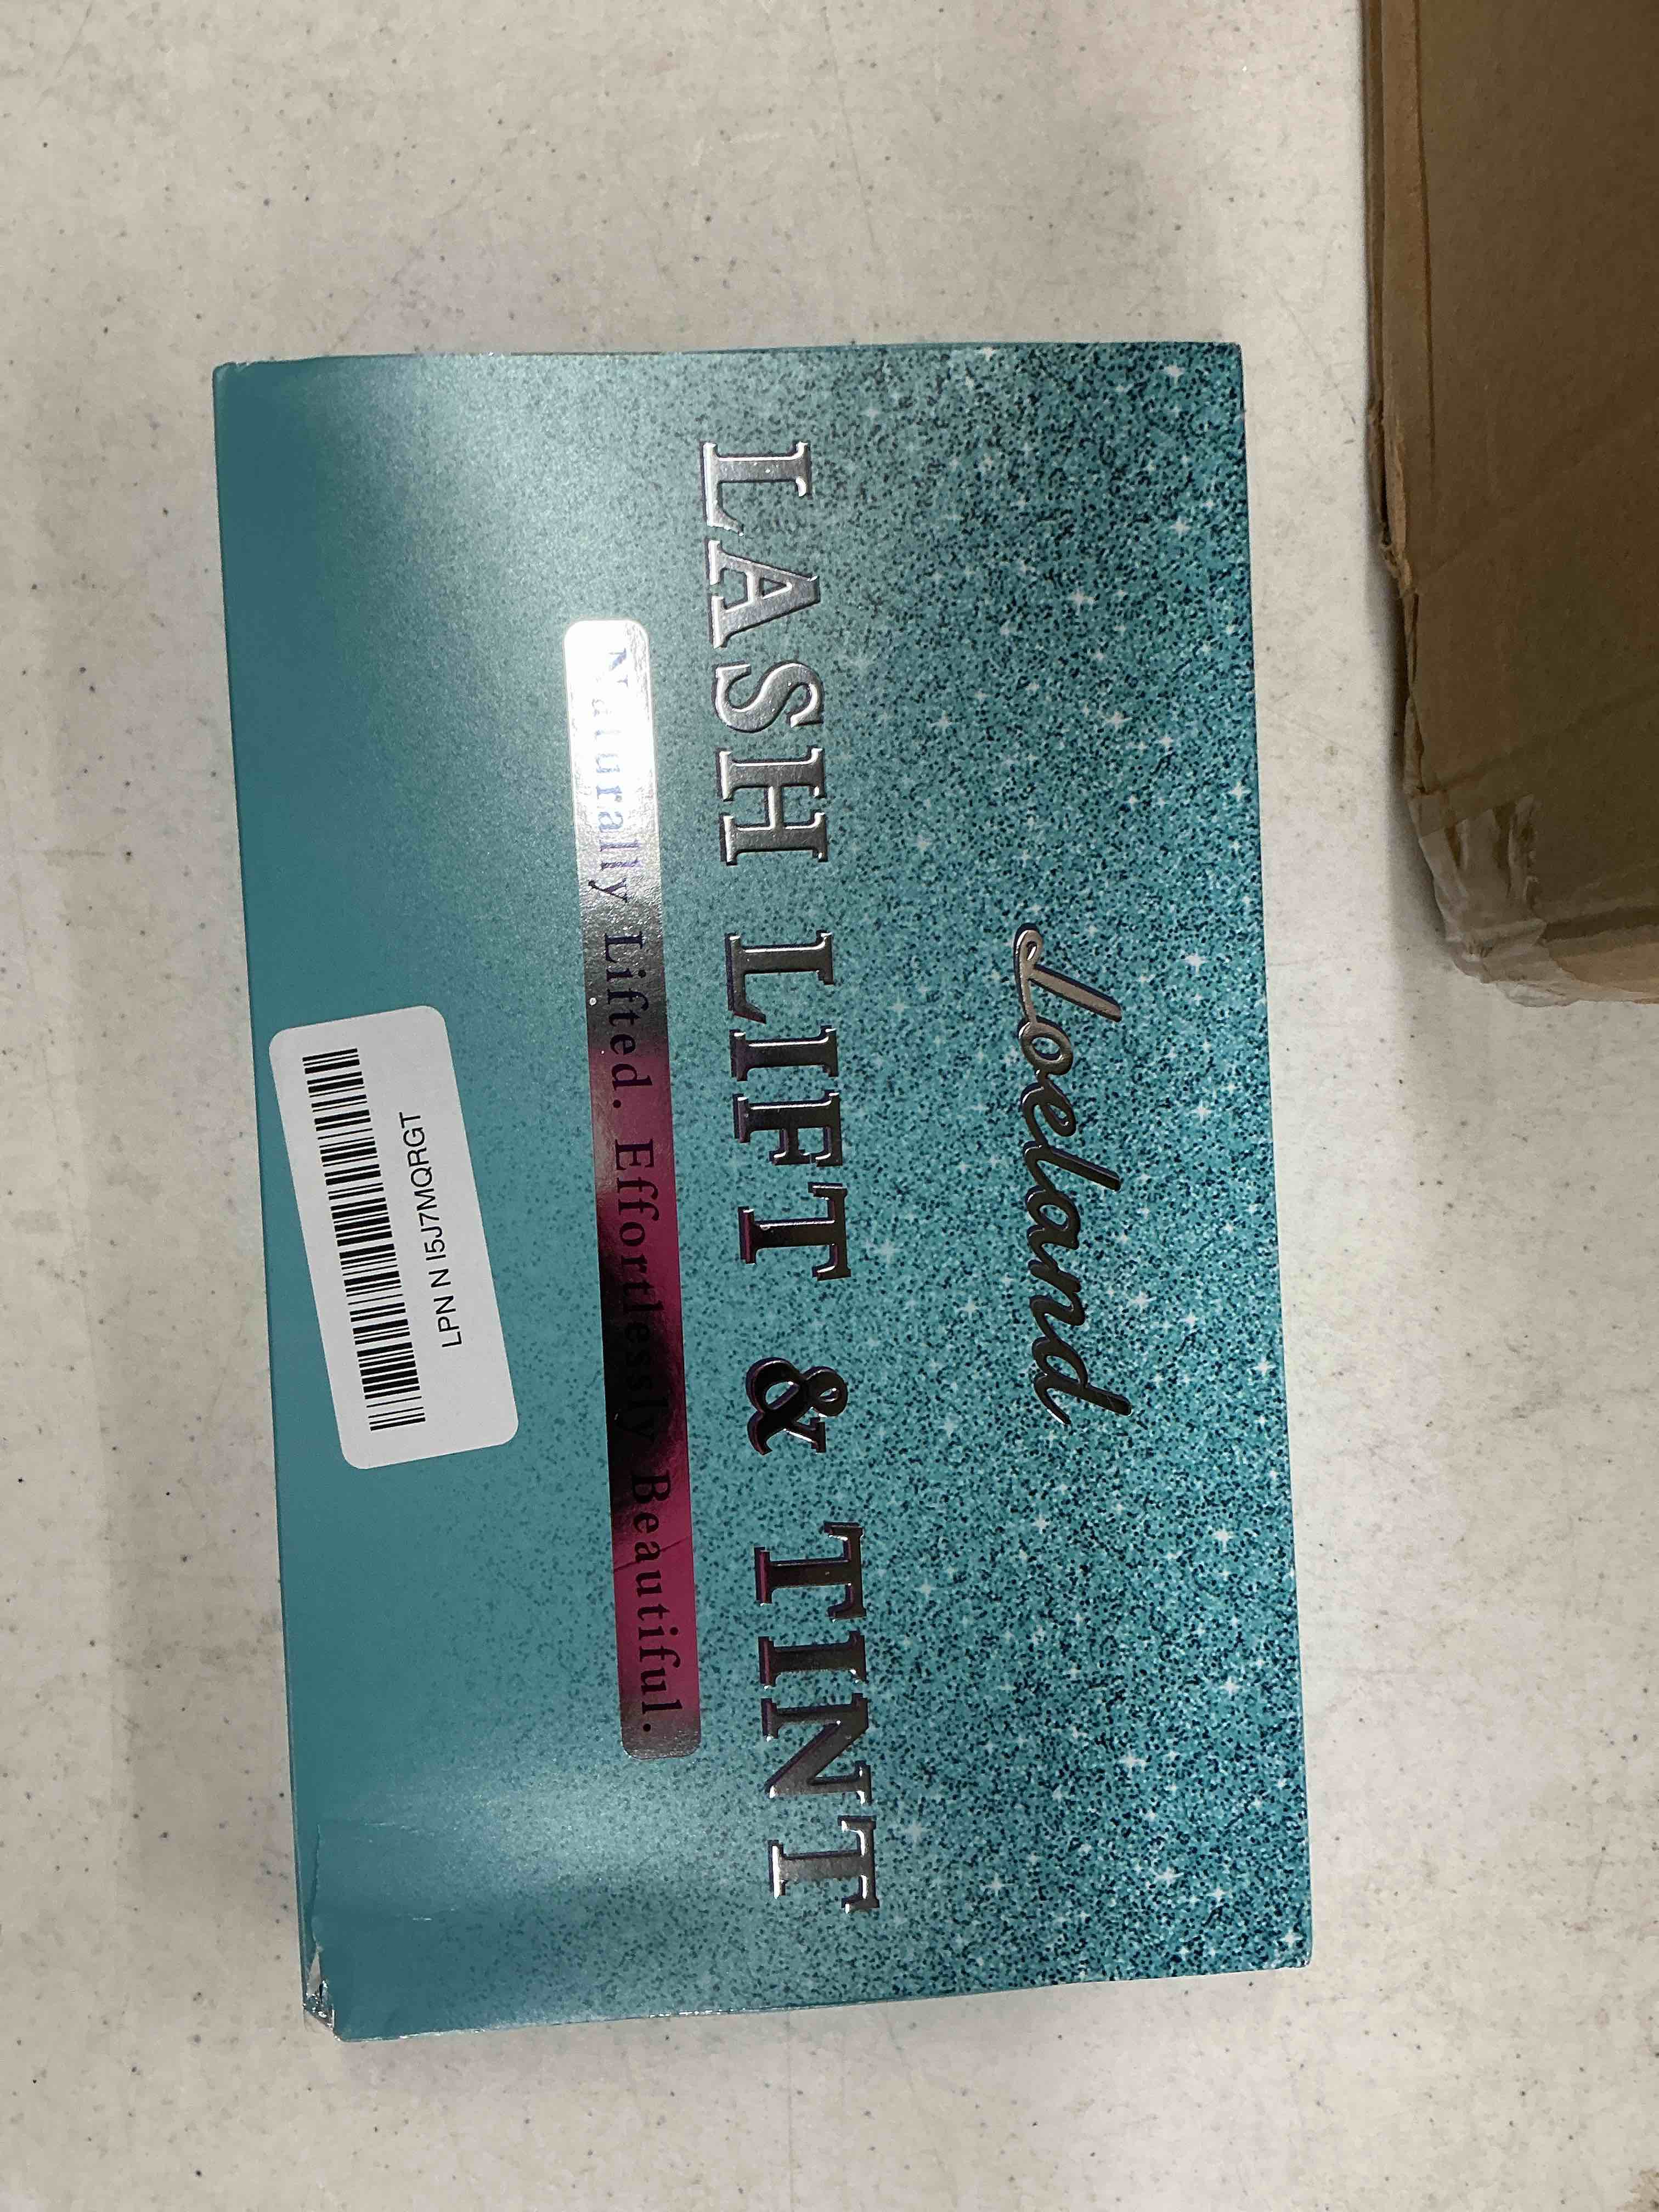 Loeland
LASH LIFT & TINT
Naturally Lifted. Effortlessly Beautiful.
LPN N I5J7MQRGT